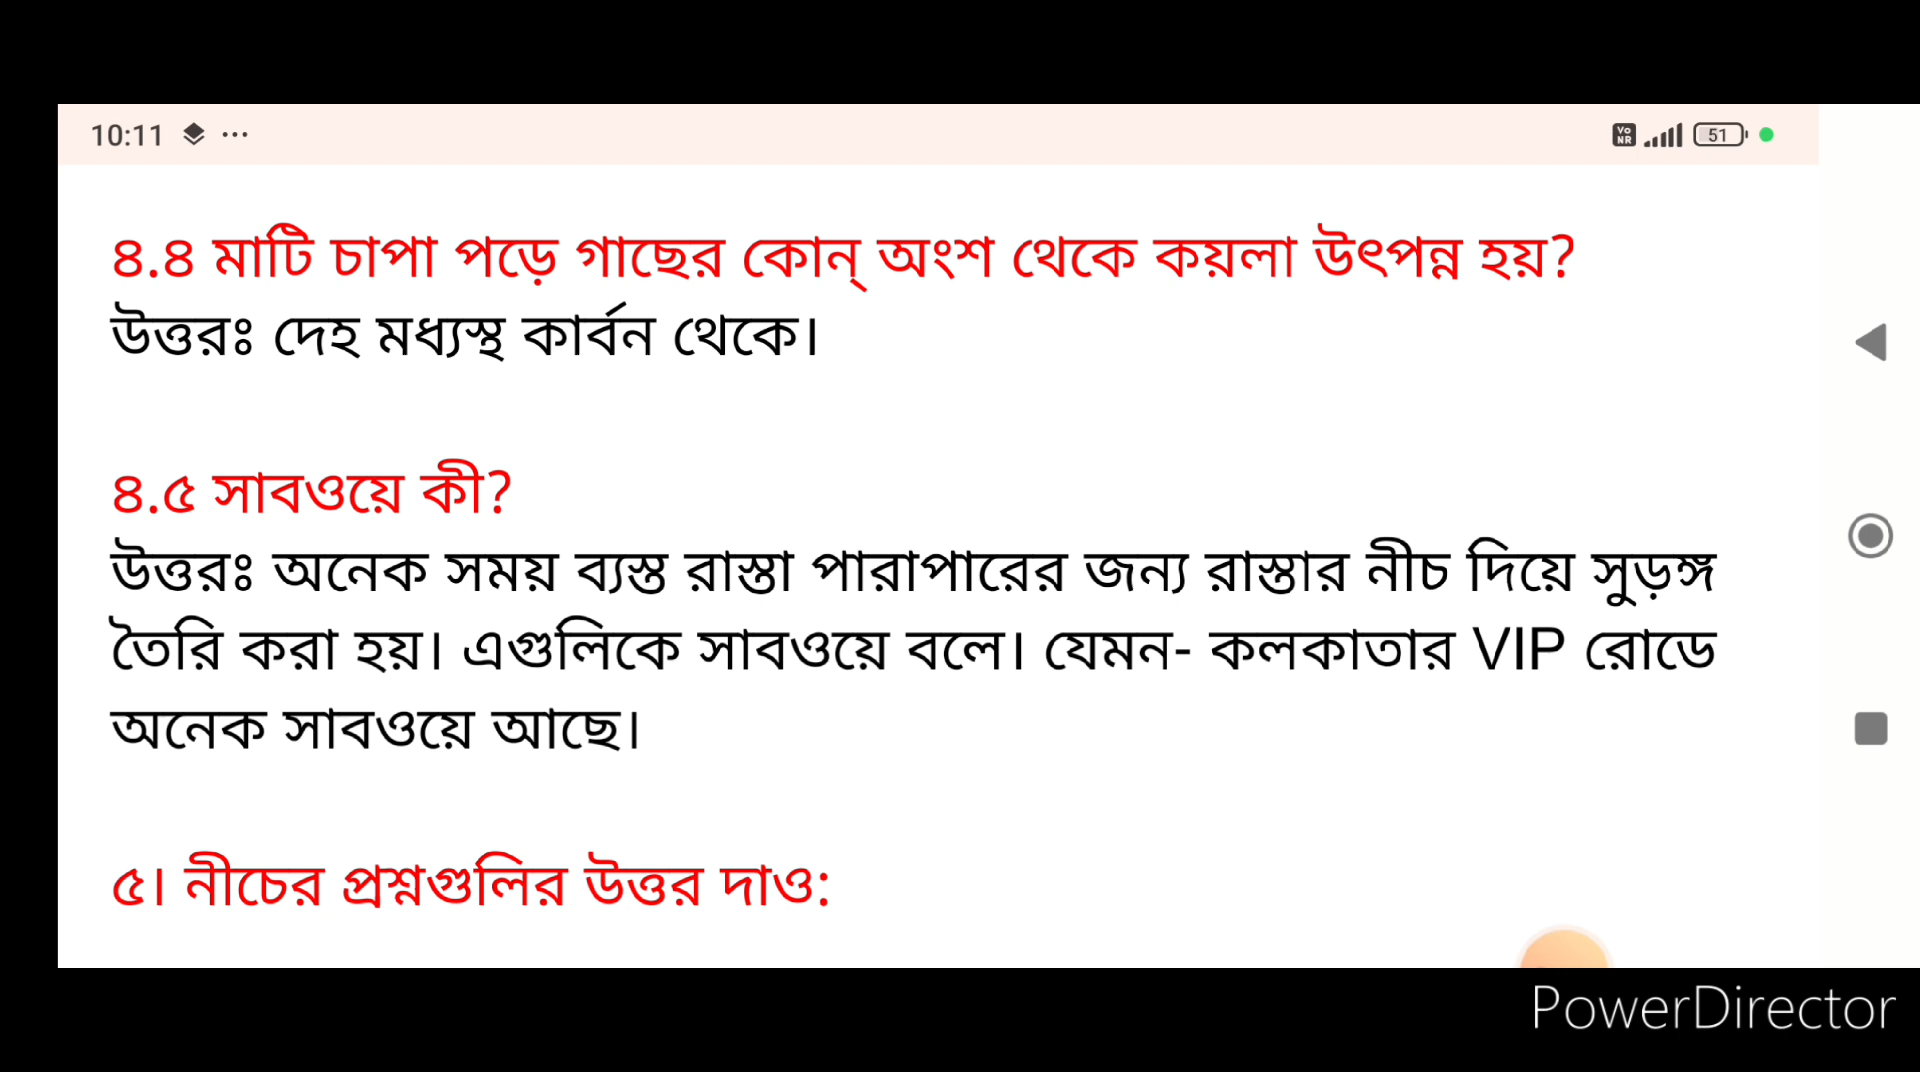 10:11 ...
Vo NR 51
৪.৪ মাটি চাপা পড়ে গাছের কোন্ অংশ থেকে কয়লা উৎপন্ন হয়?
উত্তরঃ দেহ মধ্যস্থ কার্বন থেকে।
৪.৫ সাবওয়ে কী?
উত্তরঃ অনেক সময় ব্যস্ত রাস্তা পারাপারের জন্য রাস্তার নীচ দিয়ে সুড়ঙ্গ
তৈরি করা হয়। এগুলিকে সাবওয়ে বলে। যেমন- কলকাতার VIP রোডে
অনেক সাবওয়ে আছে।
৫। নীচের প্রশ্নগুলির উত্তর দাও:
PowerDirector